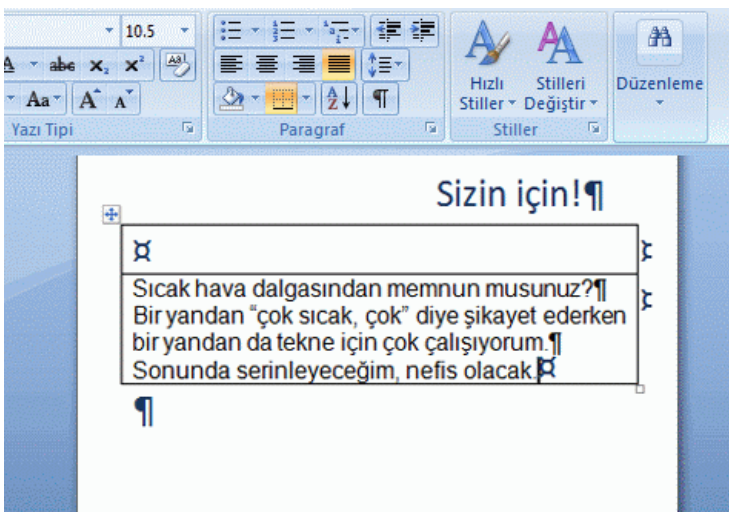 10.5
abe x₂ x²
Aa A A
Hızlı Stiller
Stilleri Değiştir
Düzenleme
Yazı Tipi
Paragraf
Stiller
Sizin için!¶
¤
Sıcak hava dalgasından memnun musunuz?¶
Bir yandan “çok sıcak, çok” diye şikayet ederken
bir yandan da tekne için çok çalışıyorum.¶
Sonunda serinleyeceğim, nefis olacak.¤
¶